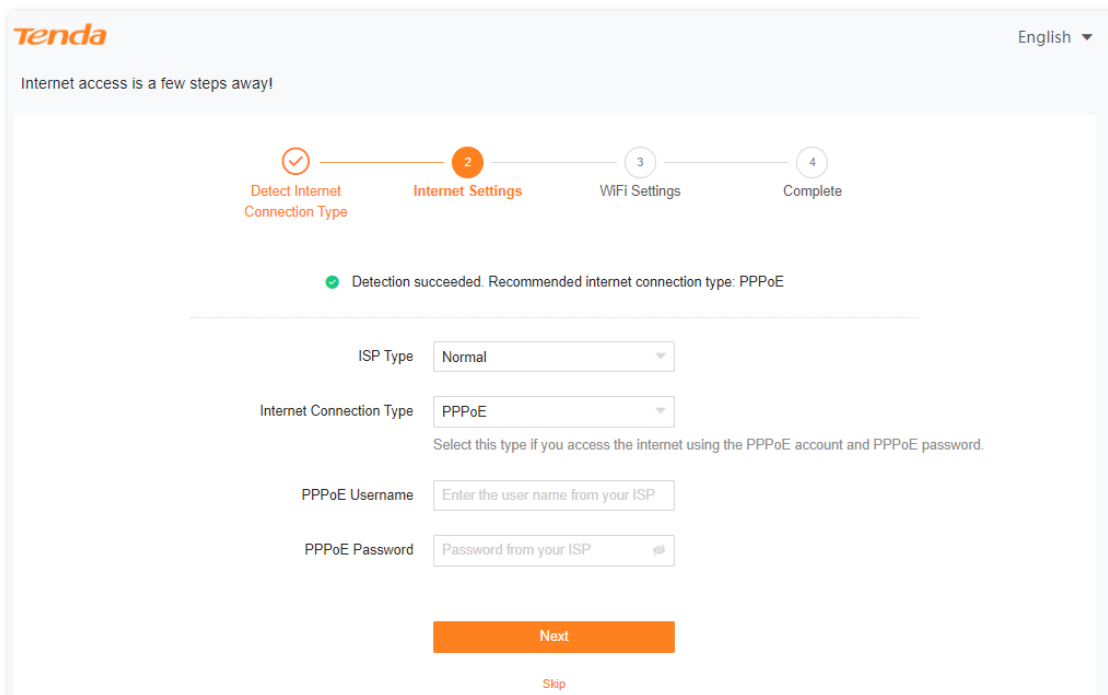 Tenda
English
Internet access is a few steps away!
2
3
4
Detect Internet
Connection Type
Internet Settings
WiFi Settings
Complete
Detection succeeded. Recommended internet connection type: PPPoE
ISP Type
Normal
Internet Connection Type
PPPoE
Select this type if you access the internet using the PPPoE account and PPPoE password.
PPPoE Username
Enter the user name from your ISP
PPPoE Password
Password from your ISP
Next
Skip